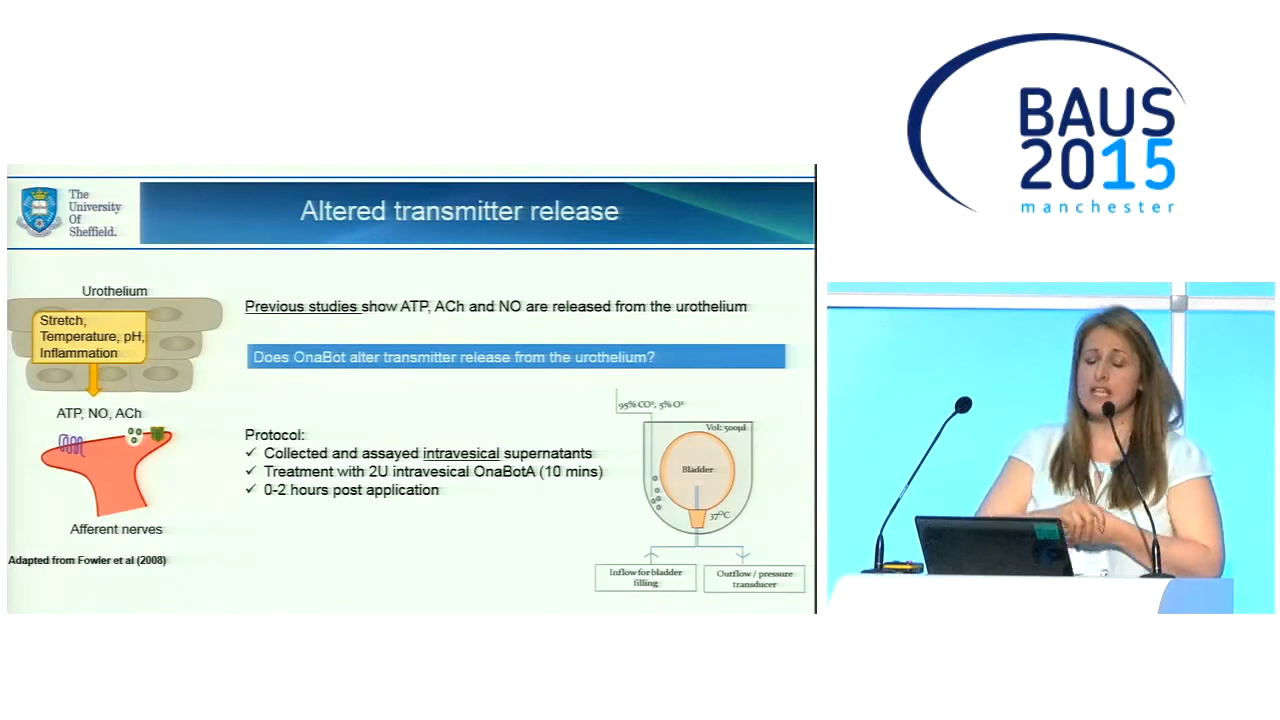 BAUS
2015
manchester
The
University
Of
Sheffield.
Altered transmitter release
Urothelium
Stretch,
Temperature, pH,
Inflammation
ATP, NO, ACh
Afferent nerves
Adapted from Fowler et al (2008)
Previous studies show ATP, ACh and NO are released from the urothelium
Does OnaBot alter transmitter release from the urothelium?
Protocol:
✓ Collected and assayed intravesical supernatants
✓ Treatment with 2U intravesical OnaBotA (10 mins)
✓ 0-2 hours post application
95% CO², 5% O²
Vol: 500µl
Bladder
37°C
Inflow for bladder
filling
Outflow / pressure
transducer